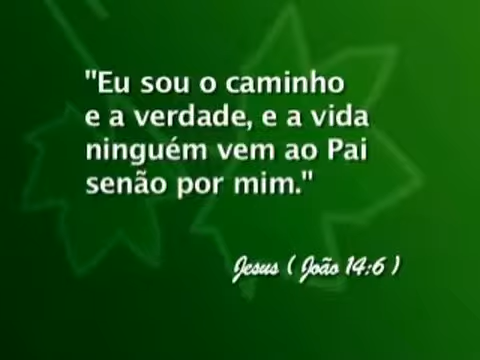 "Eu sou o caminho
e a verdade, e a vida
ninguém vem ao Pai
senão por mim."
Jesus ( João 14:6 )